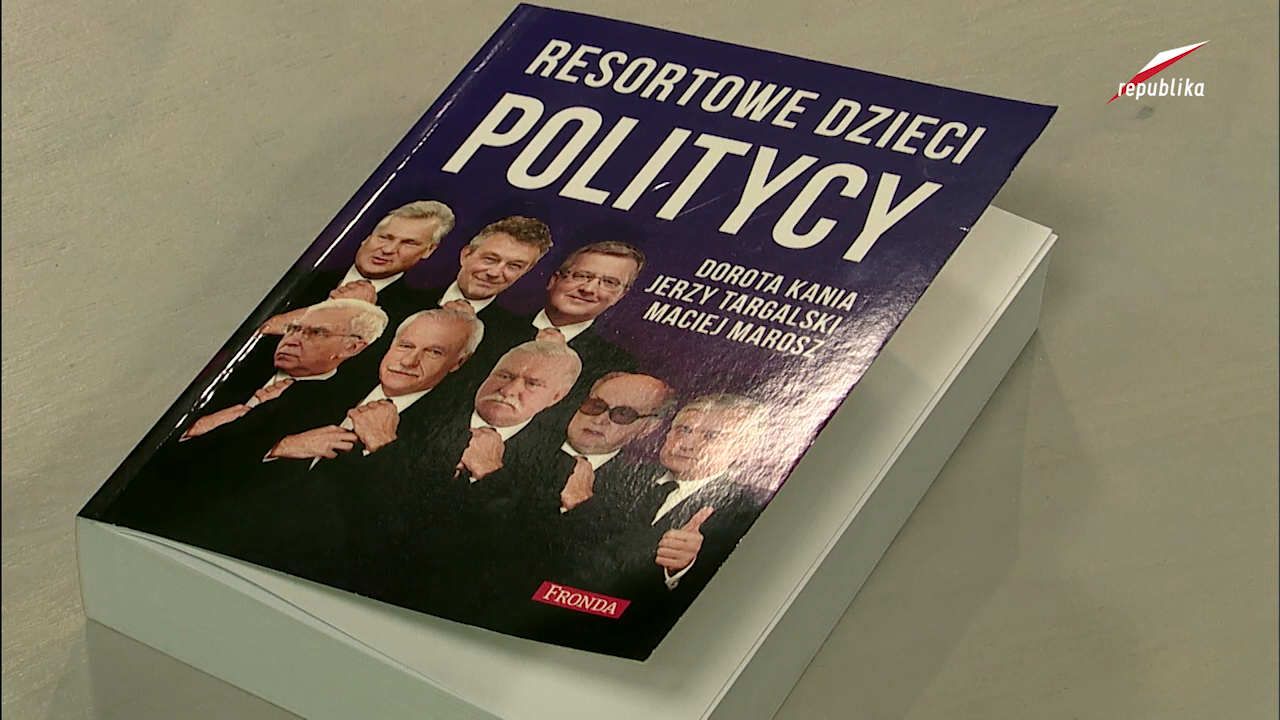 republika
RESORTOWE DZIECI
POLITYCY
DOROTA KANIA
JERZY TARGALSKI
MACIEJ MAROSZ
FRONDA